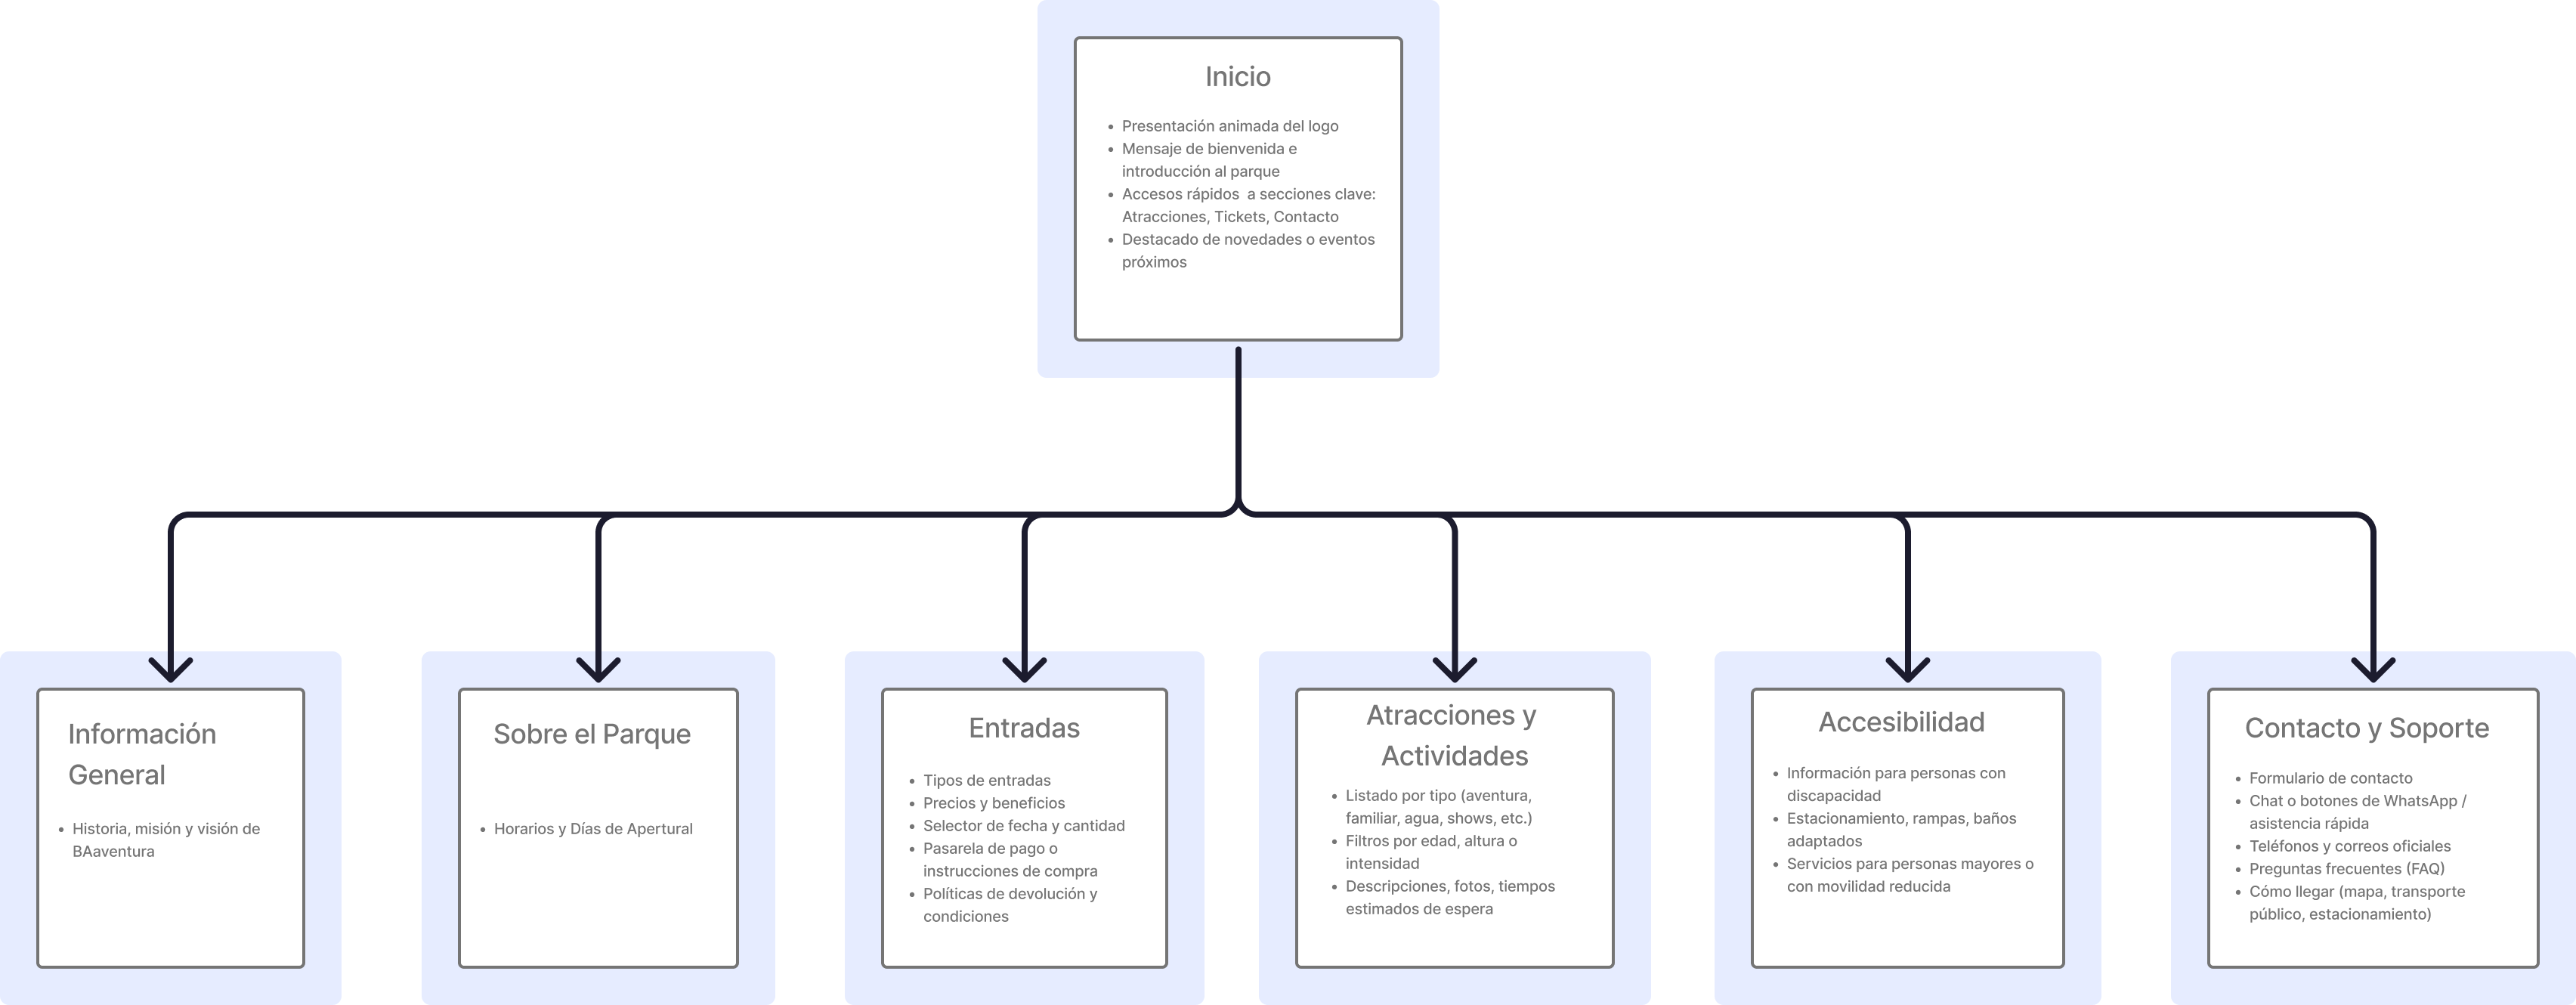 Inicio
• Presentación animada del logo
• Mensaje de bienvenida e
introducción al parque
• Accesos rápidos  a secciones clave:
Atracciones, Tickets, Contacto
• Destacado de novedades o eventos
próximos
Información
General
• Historia, misión y visión de
BAaventura
Sobre el Parque
• Horarios y Días de Apertural
Entradas
• Tipos de entradas
• Precios y beneficios
• Selector de fecha y cantidad
• Pasarela de pago o
instrucciones de compra
• Políticas de devolución y
condiciones
Atracciones y
Actividades
• Listado por tipo (aventura,
familiar, agua, shows, etc.)
• Filtros por edad, altura o
intensidad
• Descripciones, fotos, tiempos
estimados de espera
Accesibilidad
• Información para personas con
discapacidad
• Estacionamiento, rampas, baños
adaptados
• Servicios para personas mayores o
con movilidad reducida
Contacto y Soporte
• Formulario de contacto
• Chat o botones de WhatsApp /
asistencia rápida
• Teléfonos y correos oficiales
• Preguntas frecuentes (FAQ)
• Cómo llegar (mapa, transporte
público, estacionamiento)